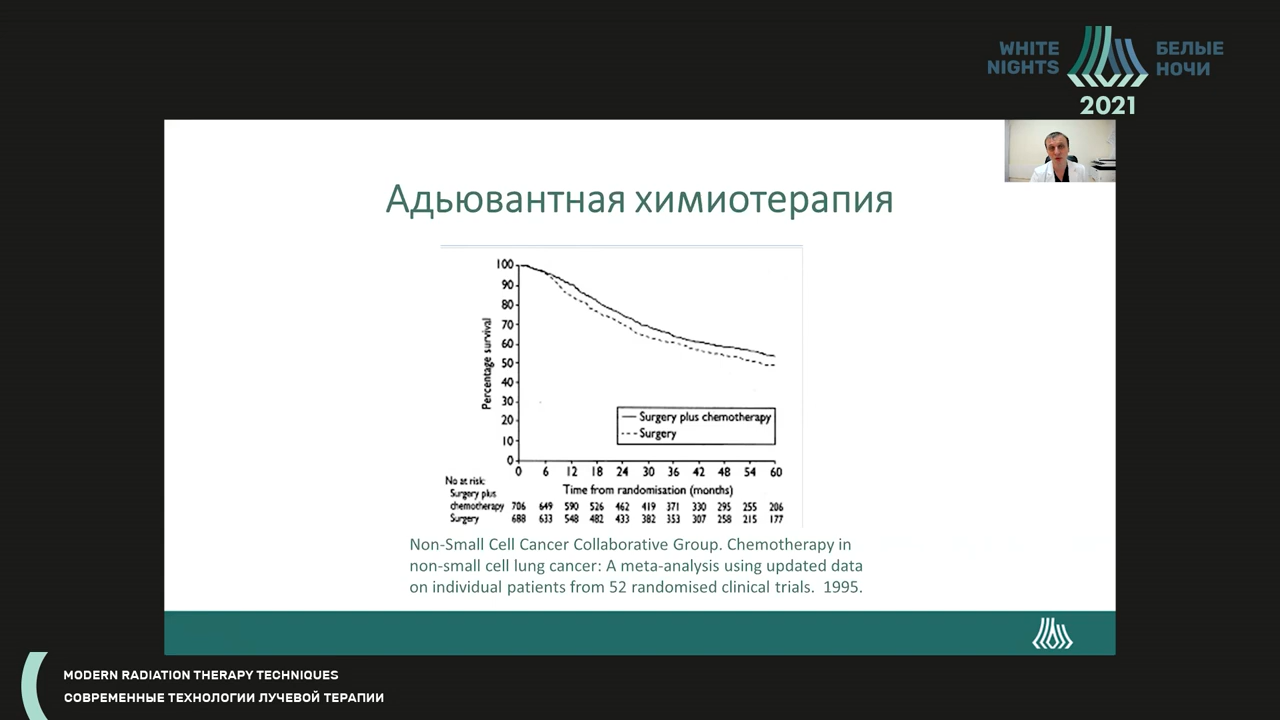 WHITE
NIGHTS
БЕЛЫЕ
НОЧИ
2021
Адьювантная химиотерапия
100
90
80
70
60
50
40
30
20
10
0
Percentage survival
Surgery plus chemotherapy
Surgery
0 6 12 18 24 30 36 42 48 54 60
Time from randomisation (months)
No at risk:
Surgery plus
chemotherapy 706 649 590 526 462 419 371 330 295 255 206
Surgery 688 633 548 482 433 382 353 307 258 215 177
Non-Small Cell Cancer Collaborative Group. Chemotherapy in
non-small cell lung cancer: A meta-analysis using updated data
on individual patients from 52 randomised clinical trials. 1995.
MODERN RADIATION THERAPY TECHNIQUES
СОВРЕМЕННЫЕ ТЕХНОЛОГИИ ЛУЧЕВОЙ ТЕРАПИИ